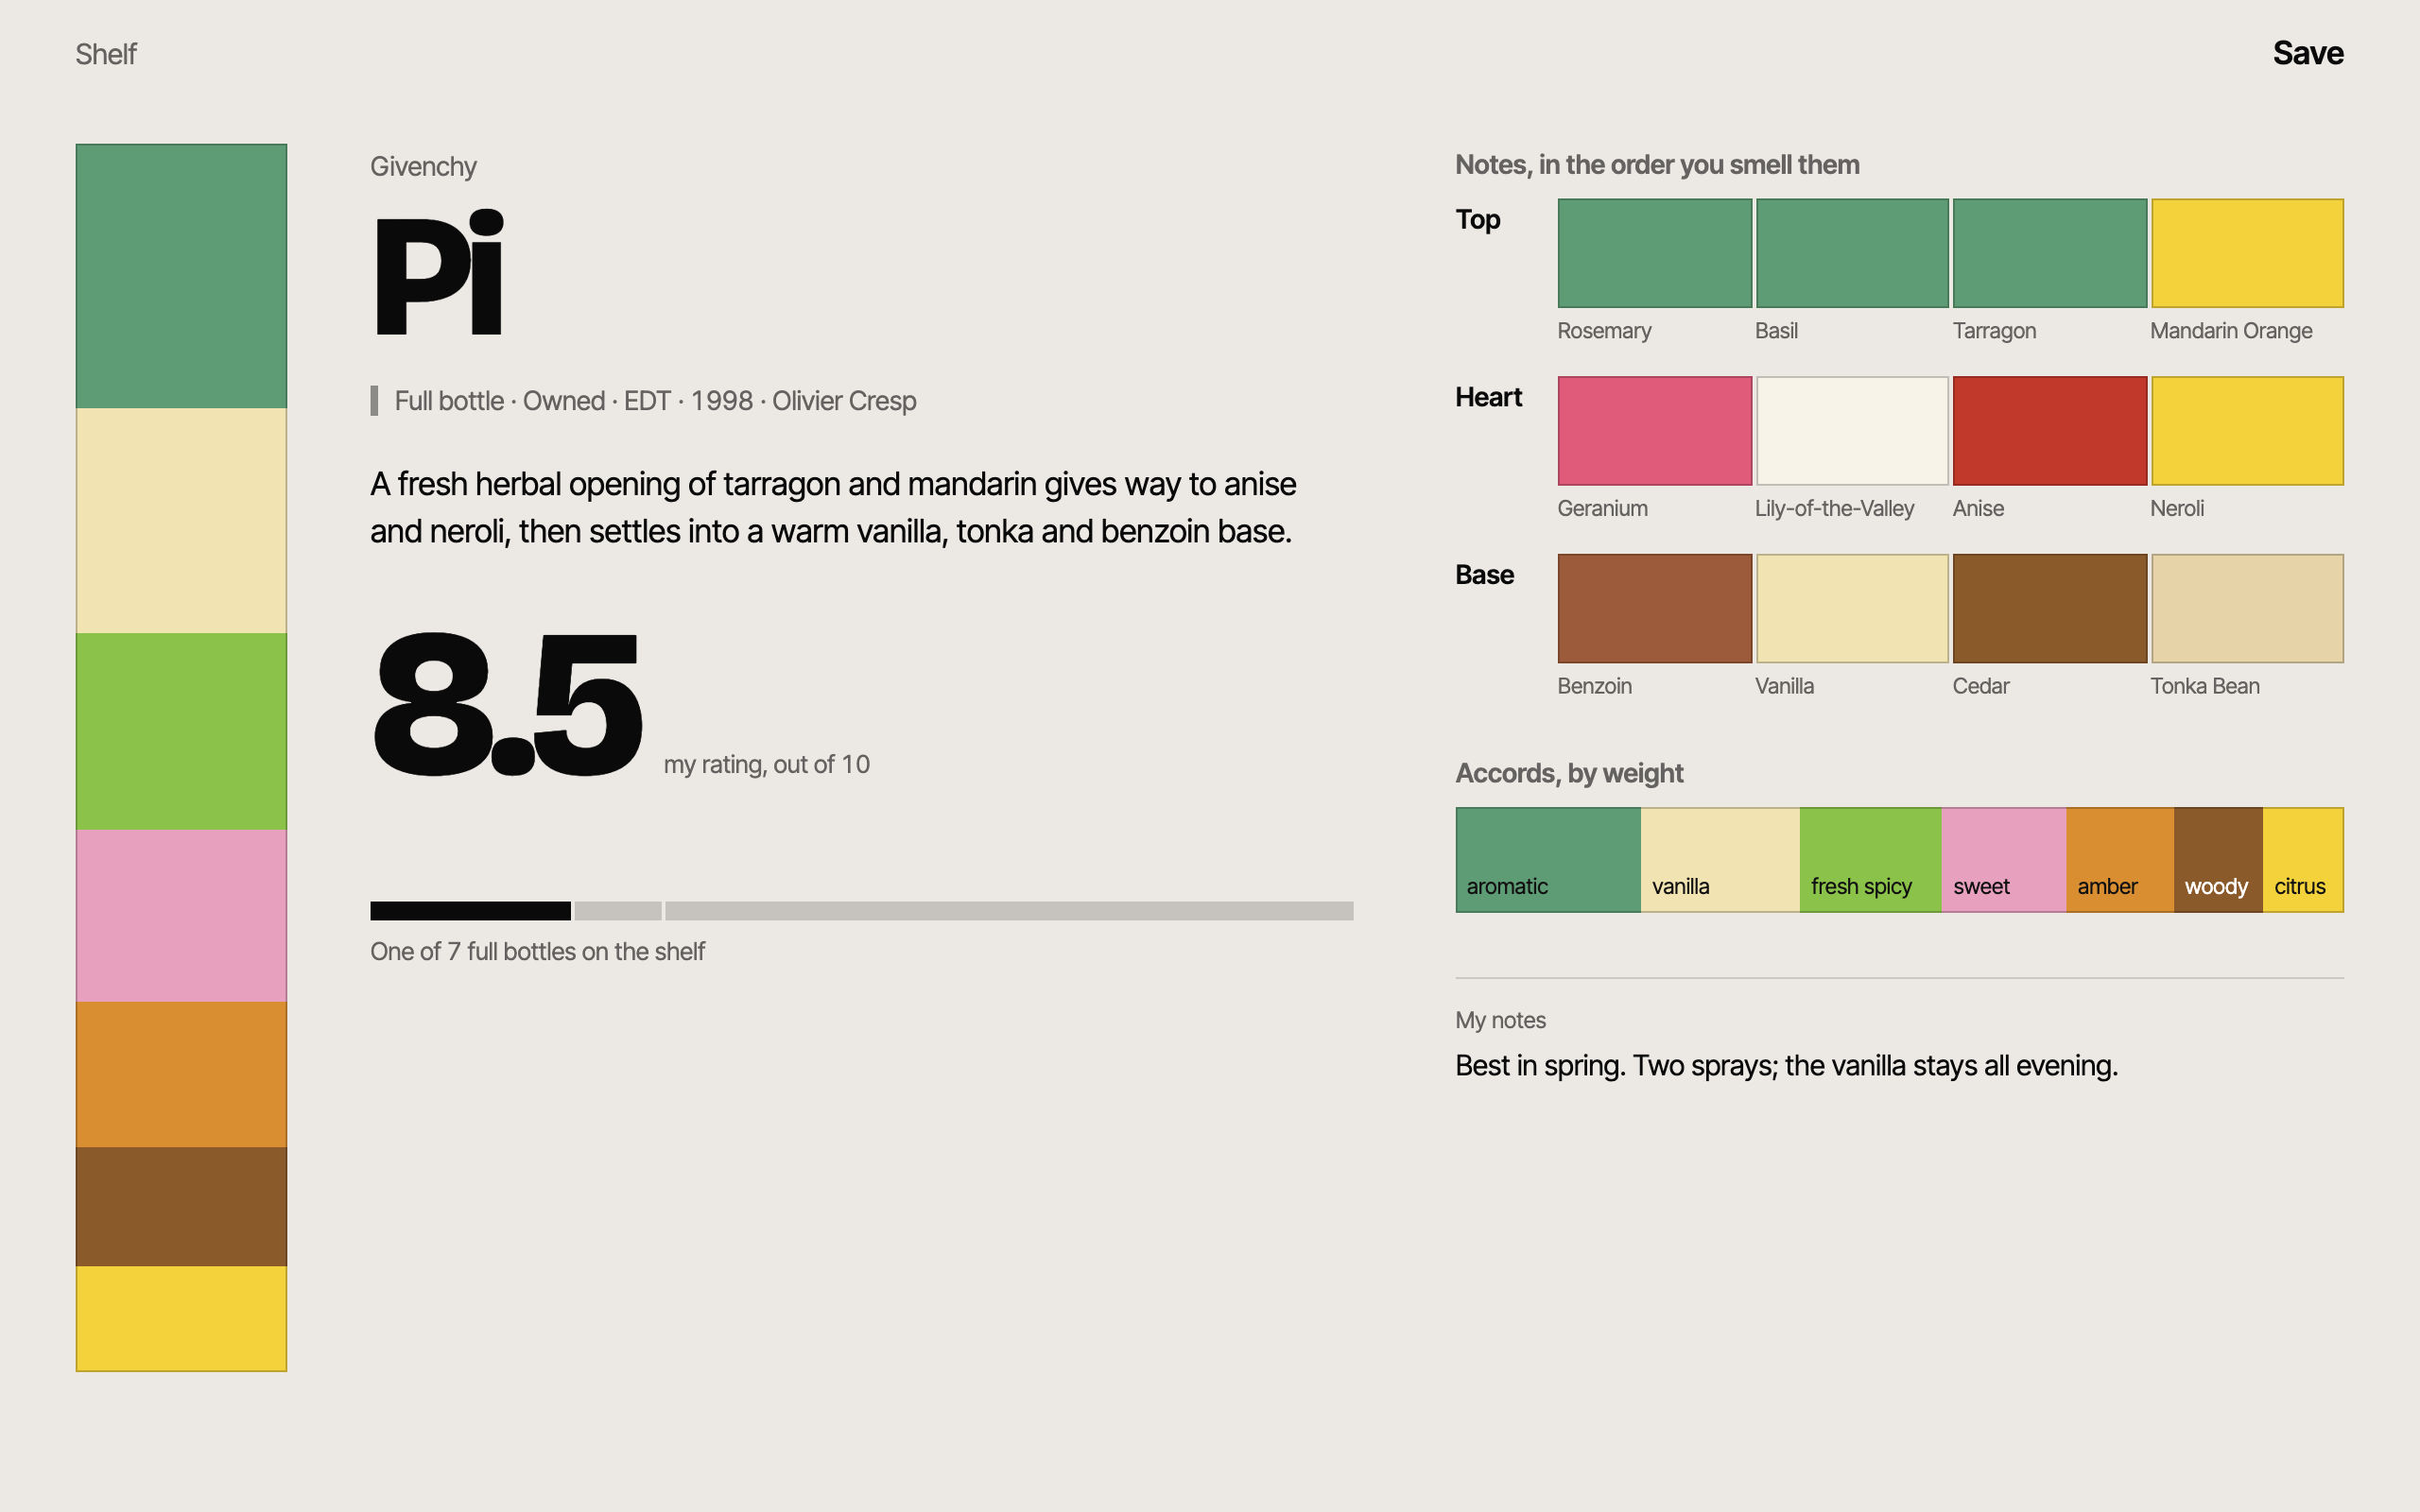 Shelf
Save
Givenchy
Pi
Full bottle · Owned · EDT · 1998 · Olivier Cresp
A fresh herbal opening of tarragon and mandarin gives way to anise
and neroli, then settles into a warm vanilla, tonka and benzoin base.
8.5 my rating, out of 10
One of 7 full bottles on the shelf
Notes, in the order you smell them
Top
Rosemary Basil Tarragon Mandarin Orange
Heart
Geranium Lily-of-the-Valley Anise Neroli
Base
Benzoin Vanilla Cedar Tonka Bean
Accords, by weight
aromatic vanilla fresh spicy sweet amber woody citrus
My notes
Best in spring. Two sprays; the vanilla stays all evening.